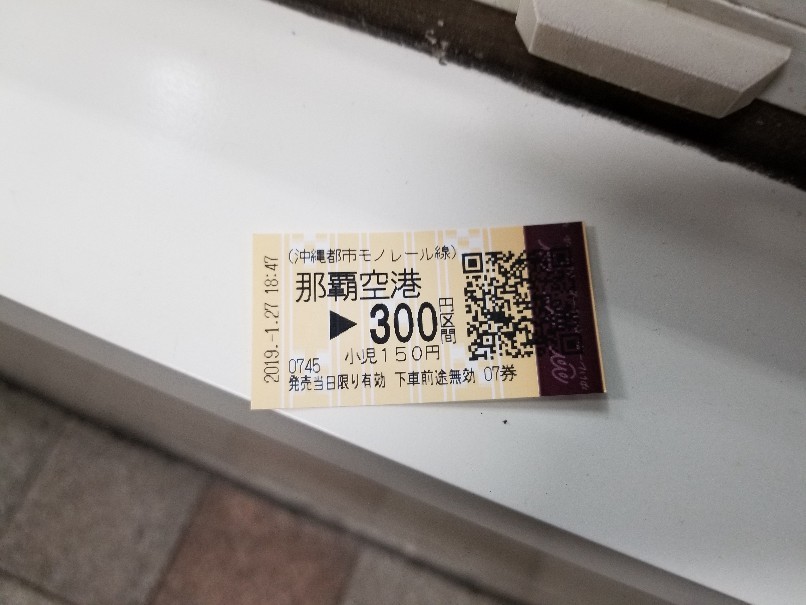 2019.-1.27 18:47
(沖縄都市モノレール線)
那覇空港
▶300円区間
小児150円
0745
発売当日限り有効 下車前途無効 07券